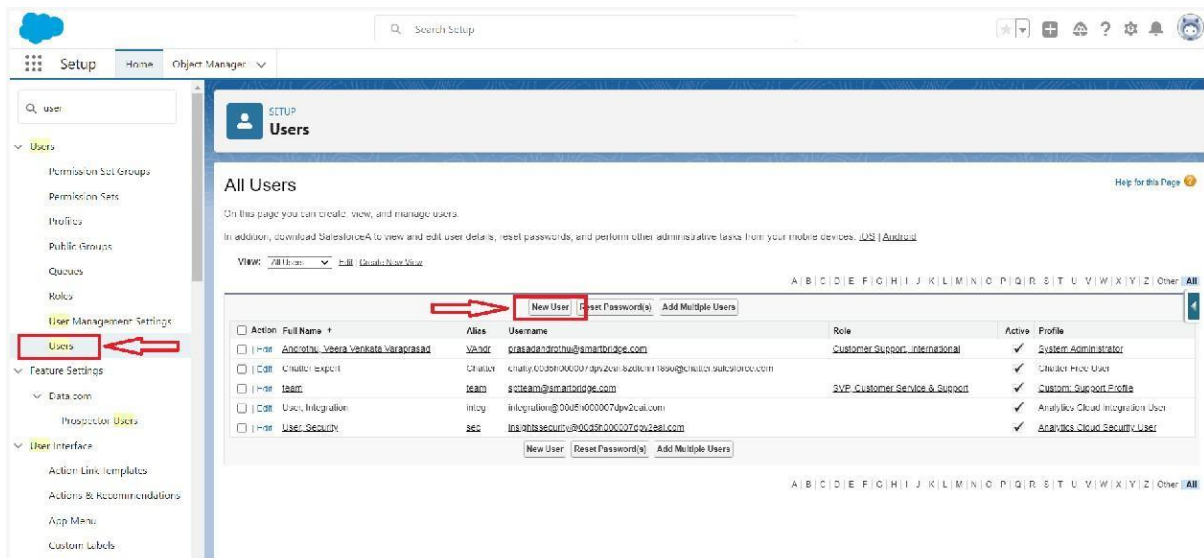 Search Setup
Setup
Home
Object Manager
user
Users
Permission Set Groups
Permission Sets
Profiles
Public Groups
Queues
Roles
User Management Settings
Users
Feature Settings
Data.com
Prospector Users
User Interface
Action Link Templates
Actions & Recommendations
App Menu
Custom Labels
SETUP
Users
All Users
Help for this Page
On this page you can create, view, and manage users.
In addition, download SalesforceA to view and edit user details, reset passwords, and perform other administrative tasks from your mobile devices. iOS | Android
View: All Users Edit | Create New View
A | B | C | D | E | F | G | H | I | J | K | L | M | N | O | P | Q | R | S | T | U | V | W | X | Y | Z | Other All
New User Reset Password(s) Add Multiple Users
Action Full Name ↑ Alias Username Role Active Profile
Edit Androthu, Veera Venkata Varaprasad VAndr prasadandrothu@smartbridge.com Customer Support, International ✓ System Administrator
Edit Chatter Expert Chatter ✓ Chatter Free User
Edit team team spteam@smartbridge.com SVP, Customer Service & Support ✓ Custom: Support Profile
Edit User, Integration integ integration@00d5h000007dpv2eai.com ✓ Analytics Cloud Integration User
Edit User, Security sec insightssecurity@00d5h000007dpv2eai.com ✓ Analytics Cloud Security User
New User Reset Password(s) Add Multiple Users
A | B | C | D | E | F | G | H | I | J | K | L | M | N | O | P | Q | R | S | T | U | V | W | X | Y | Z | Other All